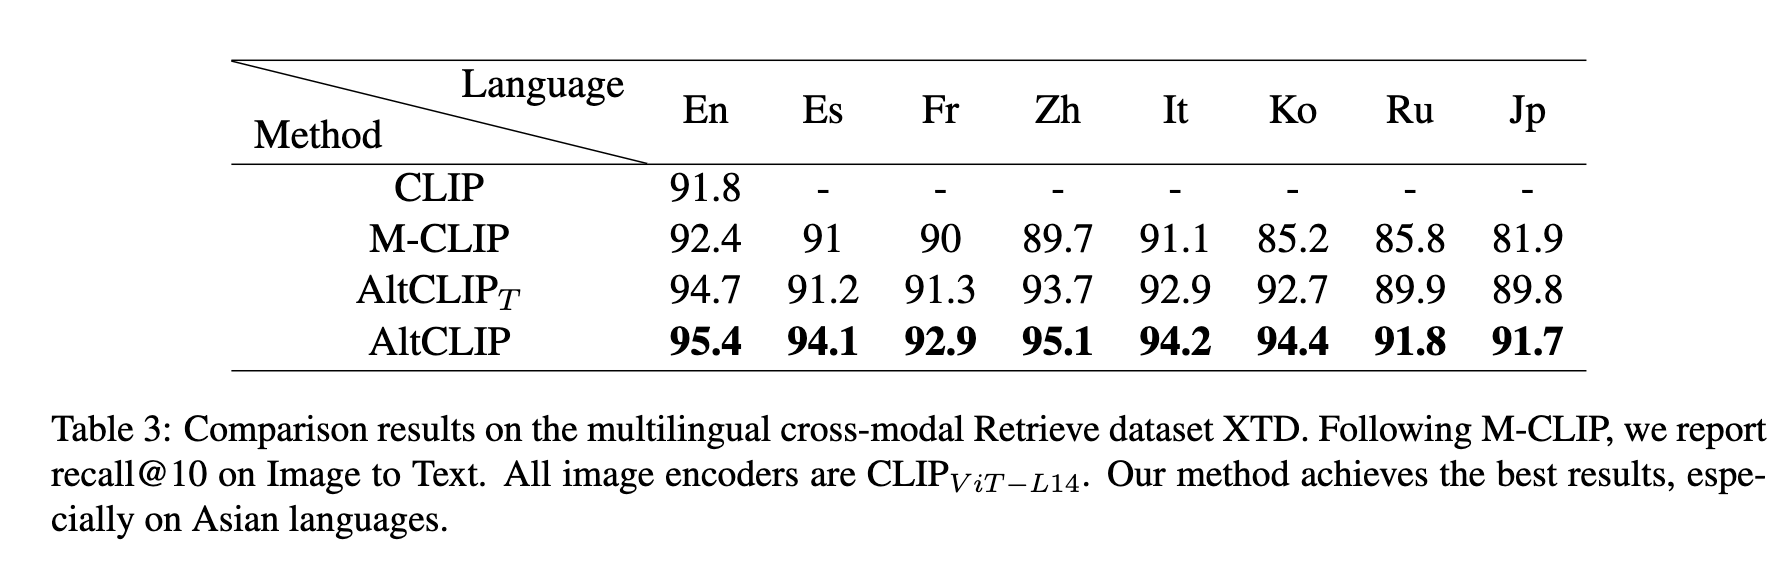 Language
Method En Es Fr Zh It Ko Ru Jp
CLIP 91.8 - - - - - - -
M-CLIP 92.4 91 90 89.7 91.1 85.2 85.8 81.9
AltCLIP_T 94.7 91.2 91.3 93.7 92.9 92.7 89.9 89.8
AltCLIP 95.4 94.1 92.9 95.1 94.2 94.4 91.8 91.7
Table 3: Comparison results on the multilingual cross-modal Retrieve dataset XTD. Following M-CLIP, we report
recall@10 on Image to Text. All image encoders are CLIP_ViT−L14. Our method achieves the best results, espe-
cially on Asian languages.